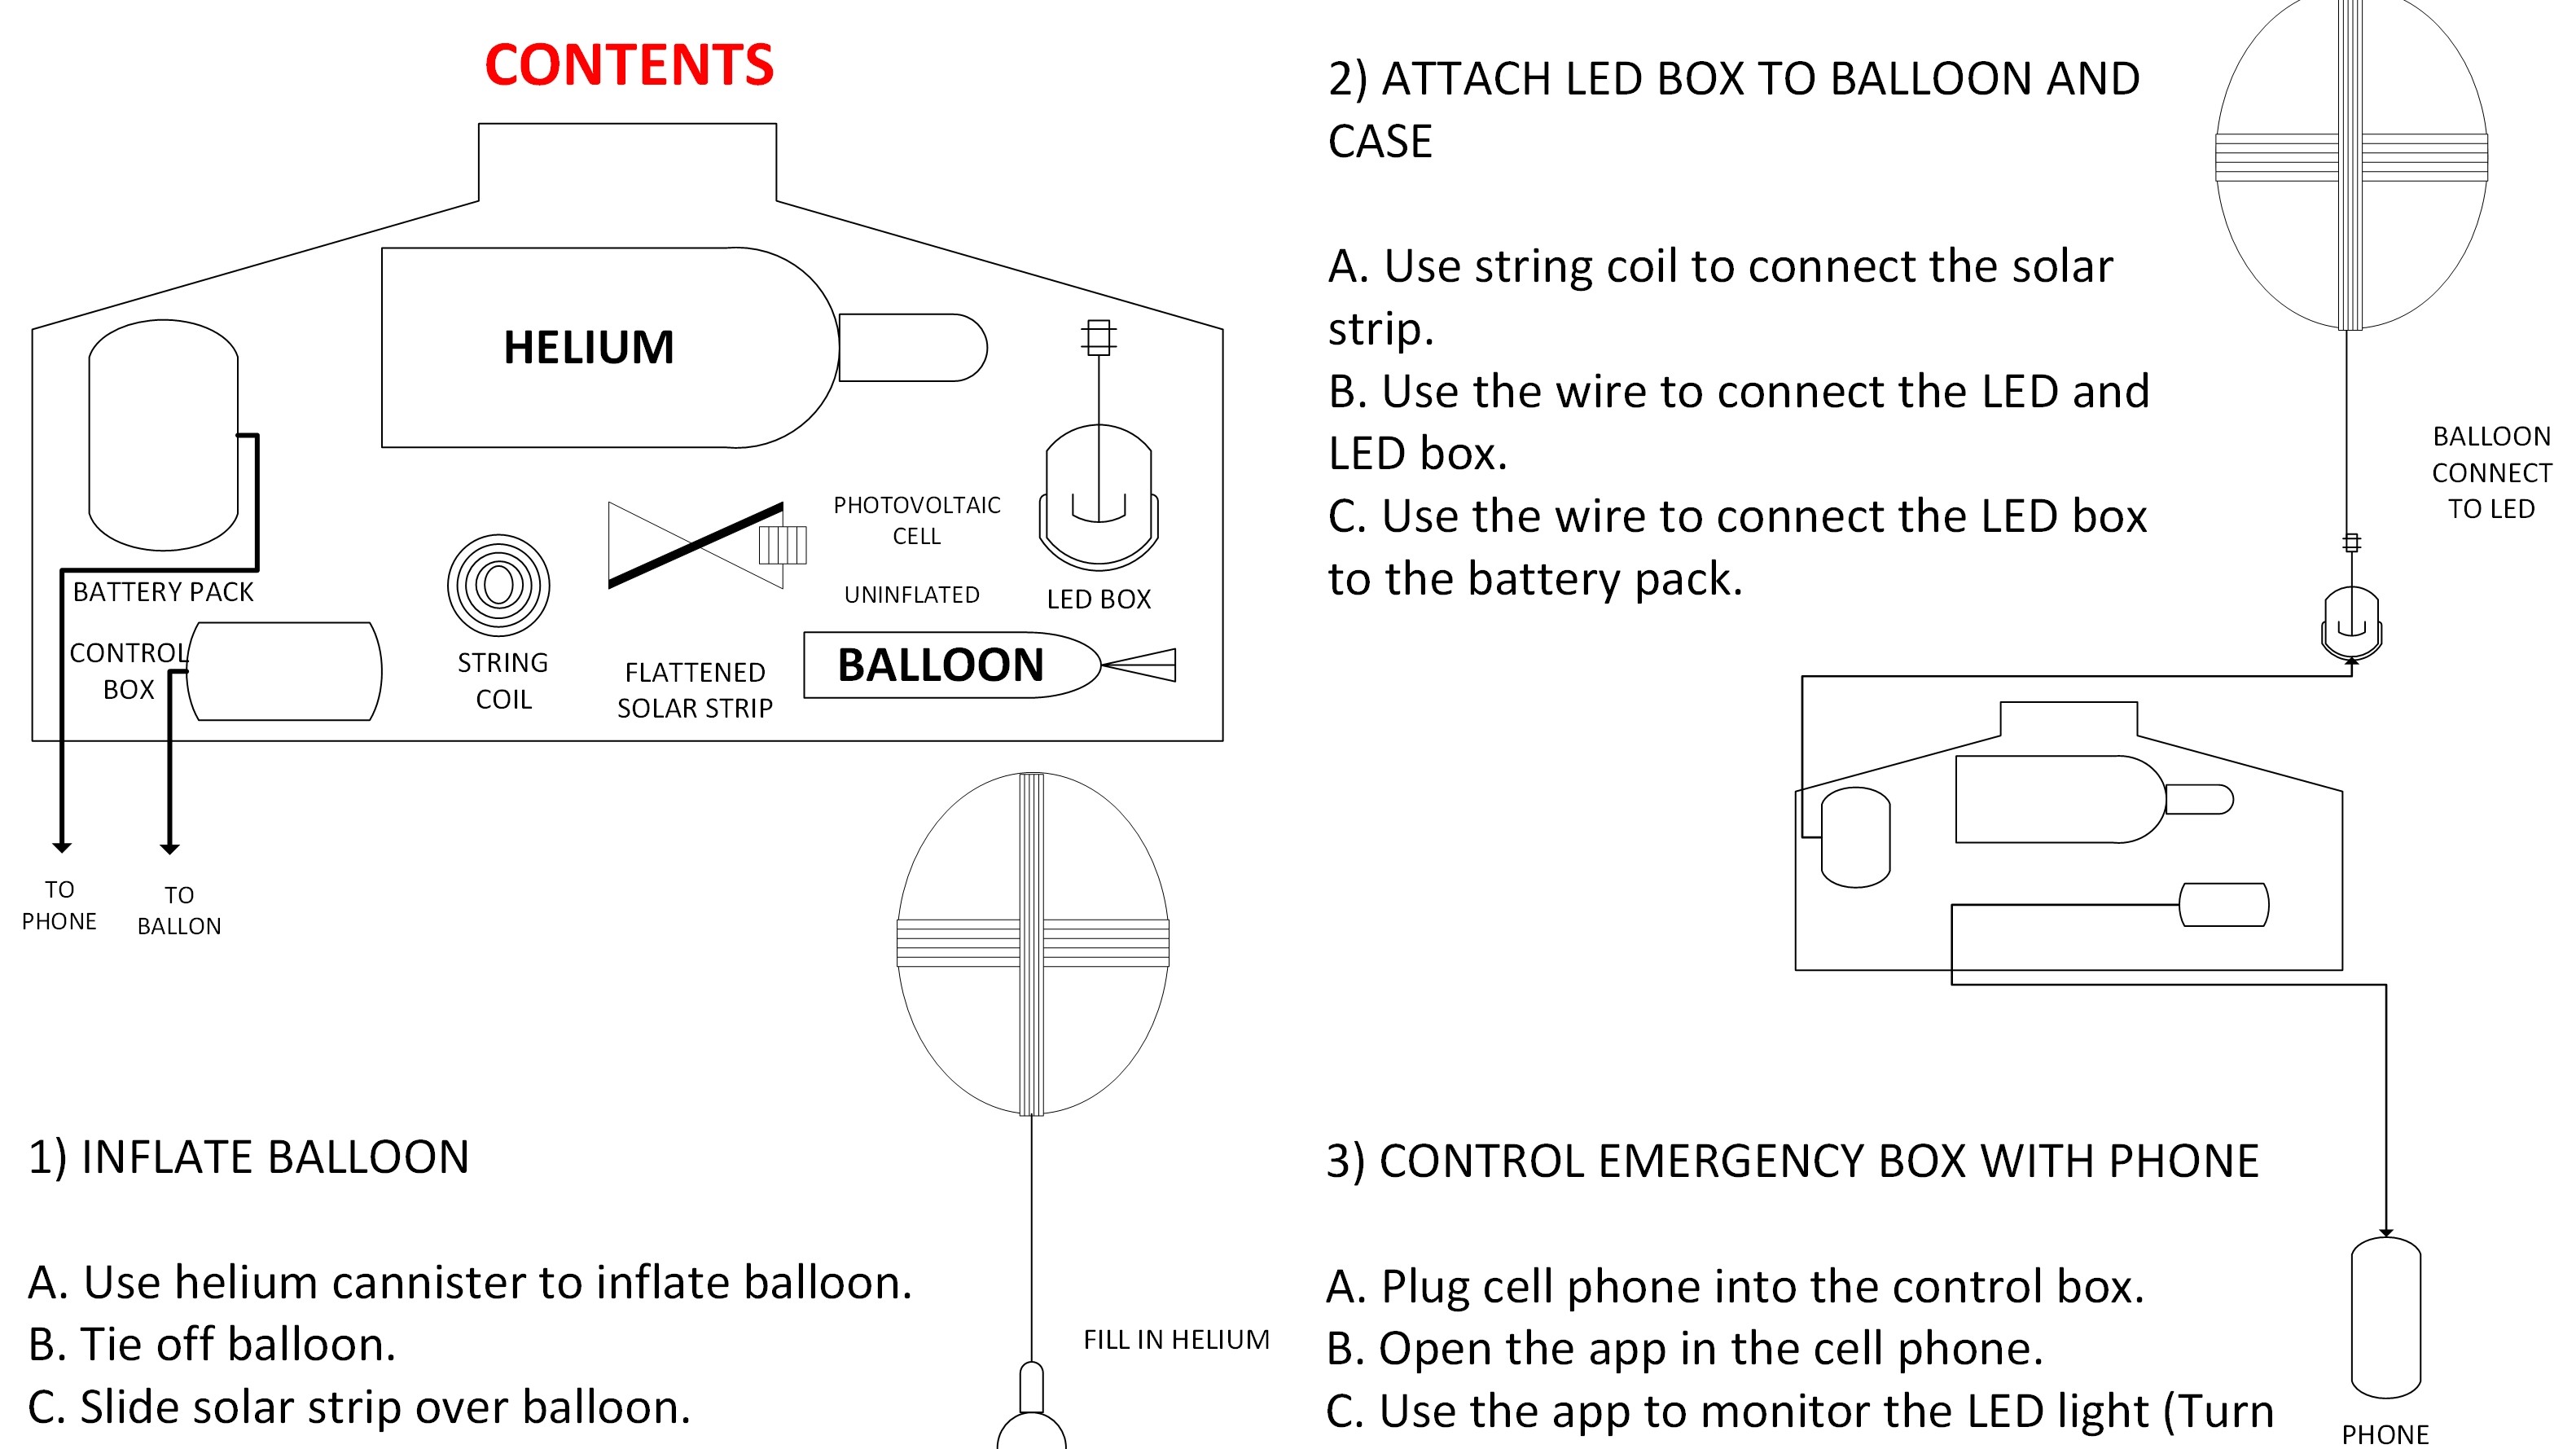 CONTENTS
HELIUM
BATTERY PACK
CONTROL
BOX
STRING
COIL
FLATTENED
SOLAR STRIP
PHOTOVOLTAIC
CELL
UNINFLATED
BALLOON
LED BOX
TO
PHONE
TO
BALLON
1) INFLATE BALLOON
A. Use helium cannister to inflate balloon.
B. Tie off balloon.
C. Slide solar strip over balloon.
FILL IN HELIUM
2) ATTACH LED BOX TO BALLOON AND
CASE
A. Use string coil to connect the solar
strip.
B. Use the wire to connect the LED and
LED box.
C. Use the wire to connect the LED box
to the battery pack.
BALLOON
CONNECT
TO LED
3) CONTROL EMERGENCY BOX WITH PHONE
A. Plug cell phone into the control box.
B. Open the app in the cell phone.
C. Use the app to monitor the LED light (Turn
PHONE